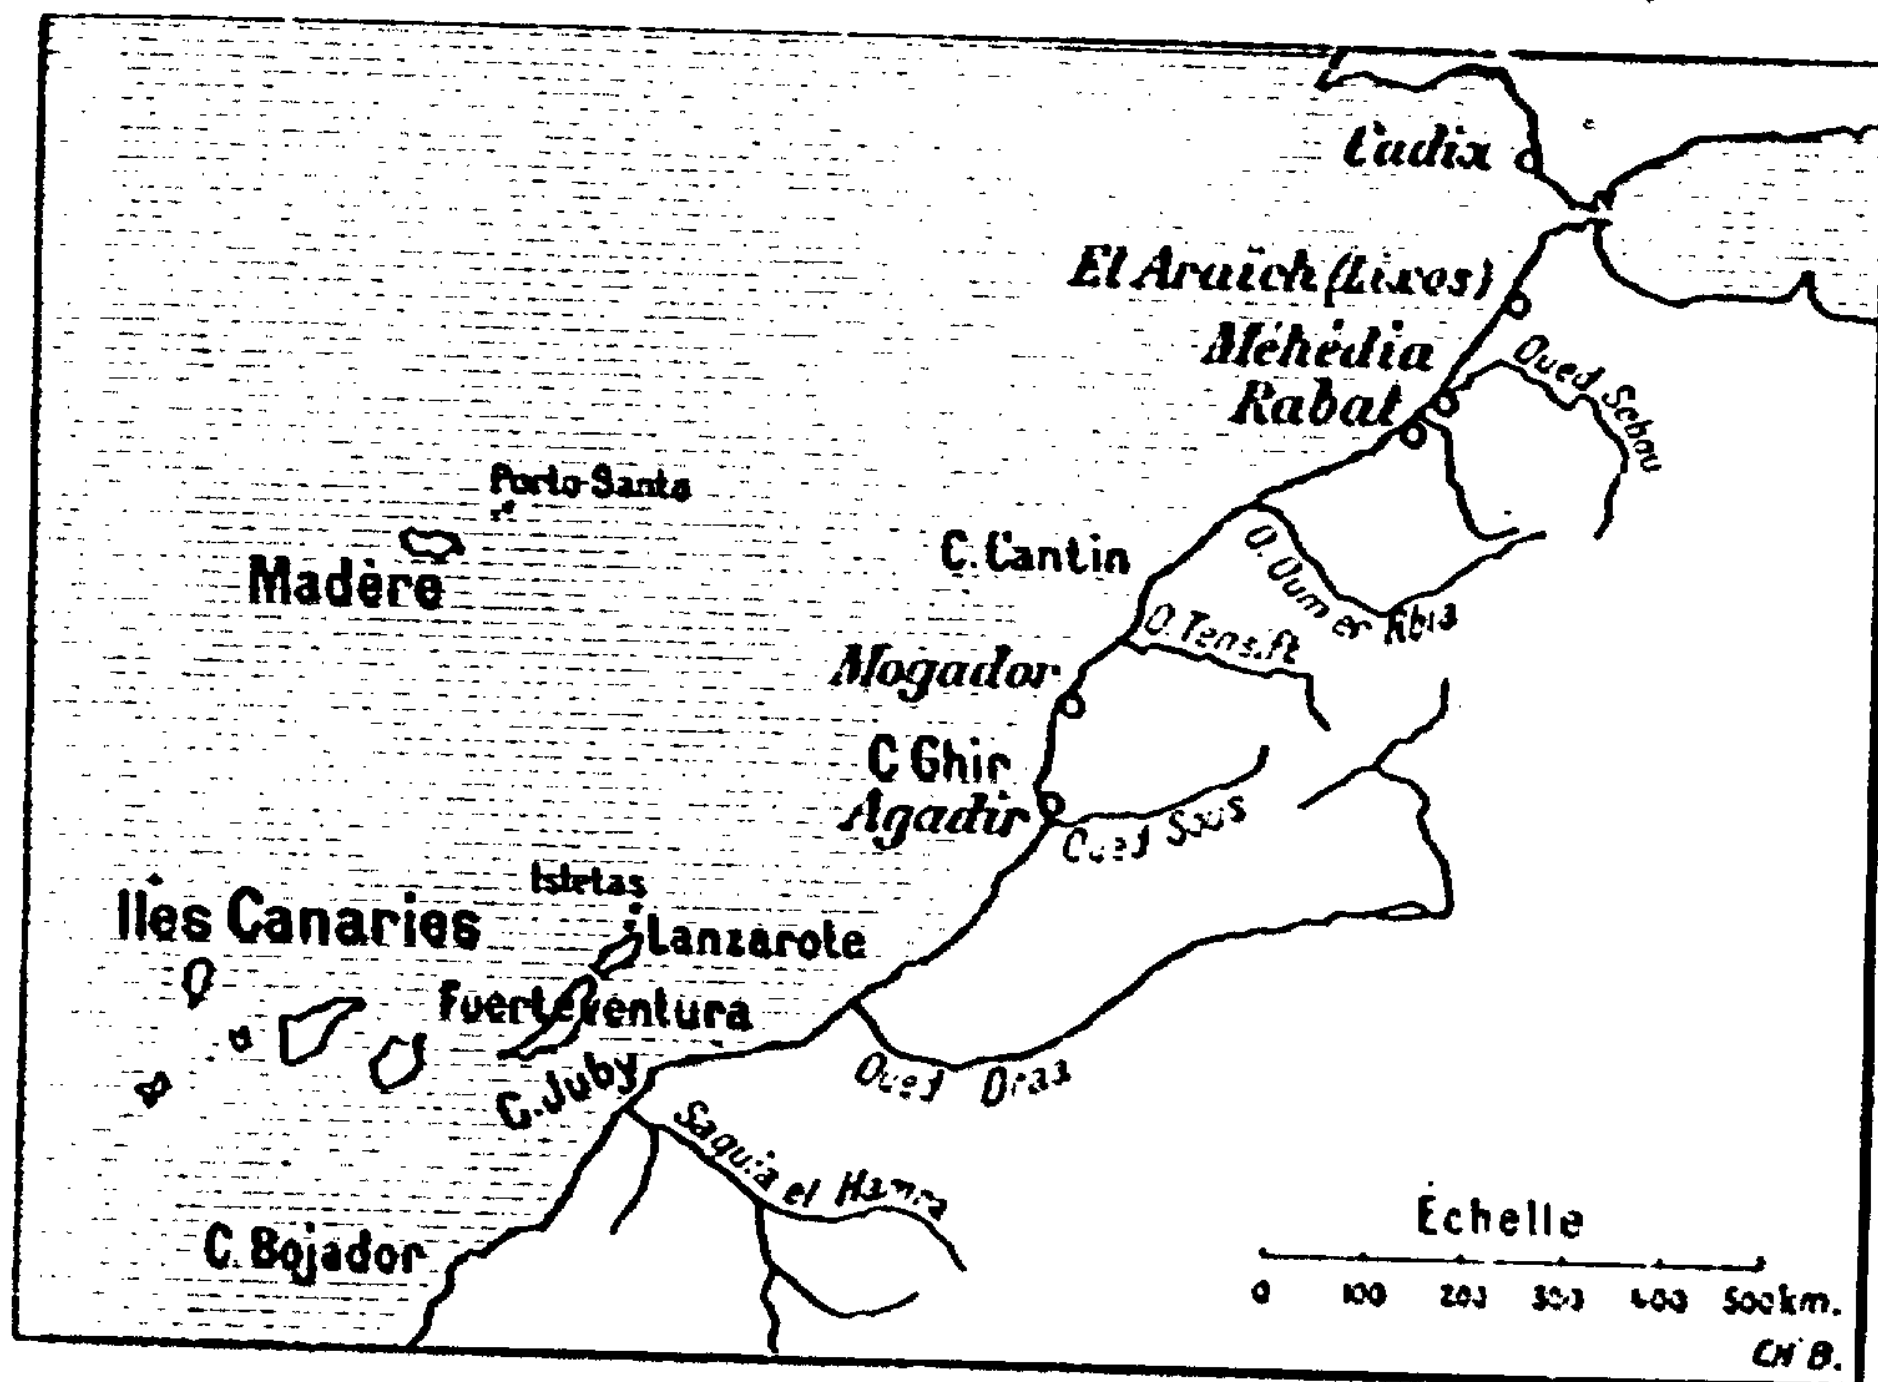 Cadix
El Araïch (Lixos)
Méhédia
Rabat
Oued Sebou
Porto-Santo
Madère
C. Cantin
O. Oum er Rbia
O. Tensift
Mogador
C Ghir
Agadir
Oued Sous
Isletas
Iles Canaries
Lanzarote
Fuerteventura
C. Juby
Oued Draa
Saquia el Hamra
C. Bojador
Échelle
0 100 200 300 400 500 km.
CH B.